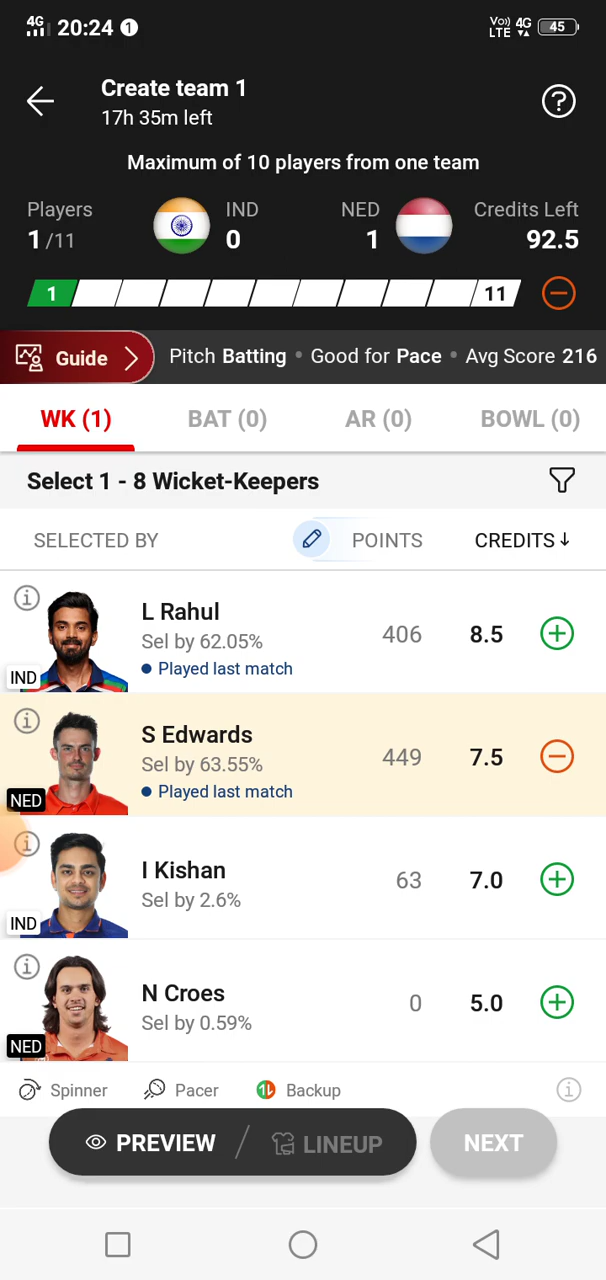 4G 20:24 1 Vo)) LTE 4G 45
Create team 1
17h 35m left
?
Maximum of 10 players from one team
Players IND NED Credits Left
1 /11 0 1 92.5
1 11
Guide Pitch Batting • Good for Pace • Avg Score 216
WK (1) BAT (0) AR (0) BOWL (0)
Select 1 - 8 Wicket-Keepers
SELECTED BY POINTS CREDITS↓
L Rahul
Sel by 62.05% 406 8.5
• Played last match
IND
S Edwards
Sel by 63.55% 449 7.5
• Played last match
NED
I Kishan
Sel by 2.6% 63 7.0
IND
N Croes
Sel by 0.59% 0 5.0
NED
Spinner Pacer Backup
PREVIEW / LINEUP NEXT